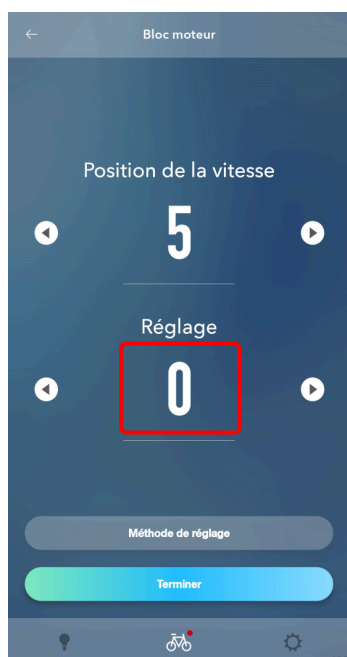 Bloc moteur
Position de la vitesse
5
Réglage
0
Méthode de réglage
Terminer